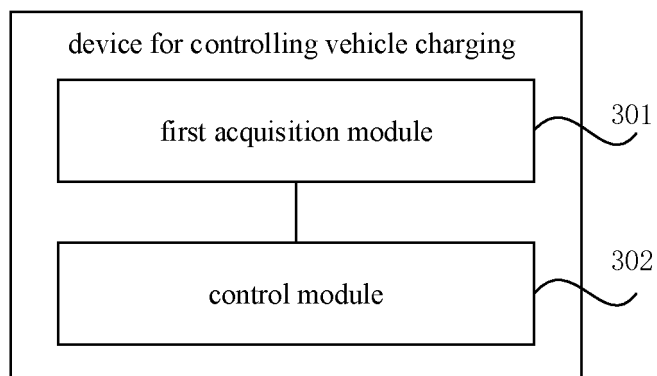 device for controlling vehicle charging
first acquisition module
301
control module
302